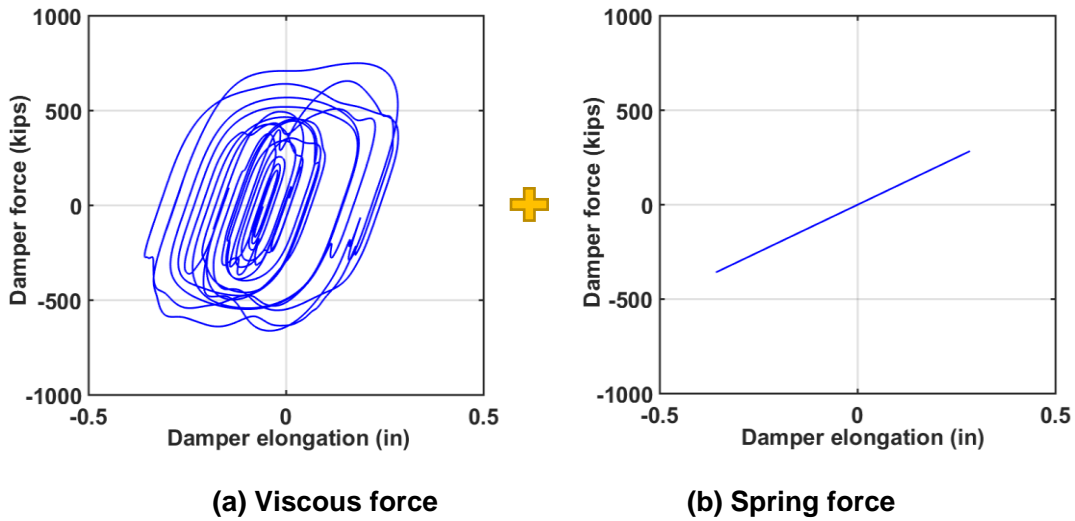 1000
500
0
-500
-1000
-0.5
0
0.5
Damper force (kips)
Damper elongation (in)
(a) Viscous force
1000
500
0
-500
-1000
-0.5
0
0.5
Damper force (kips)
Damper elongation (in)
(b) Spring force